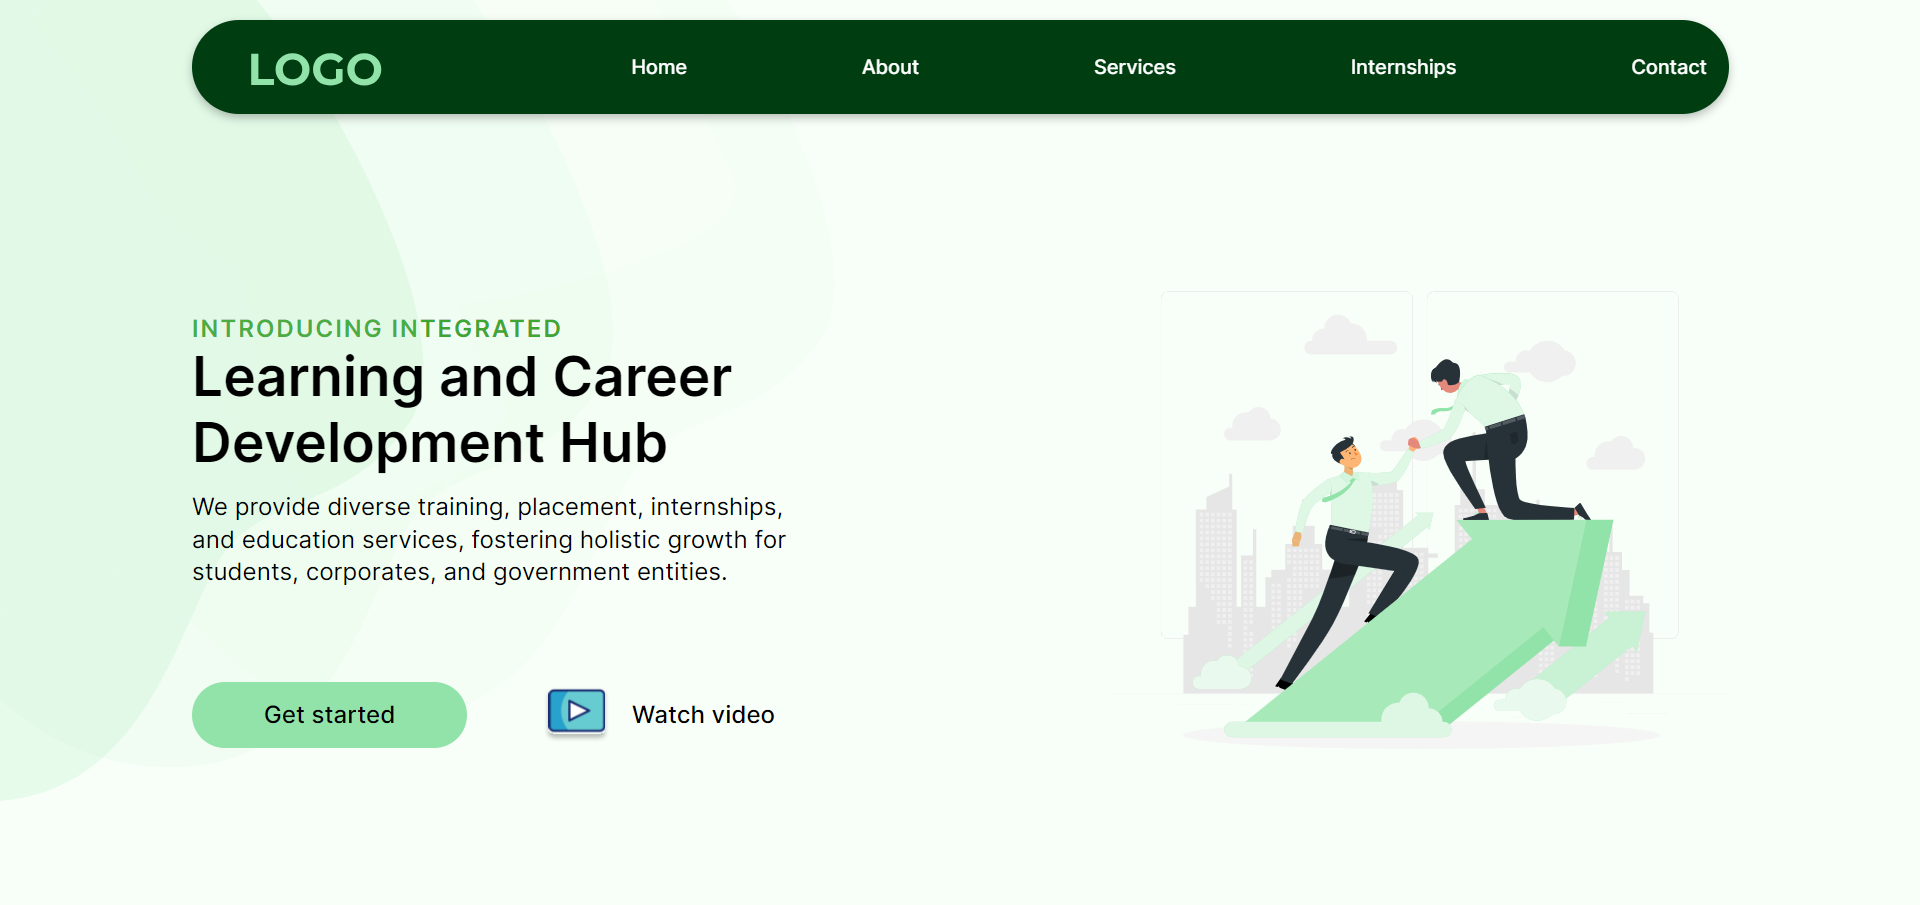 LOGO
Home
About
Services
Internships
Contact
INTRODUCING INTEGRATED
Learning and Career
Development Hub
We provide diverse training, placement, internships,
and education services, fostering holistic growth for
students, corporates, and government entities.
Get started
Watch video